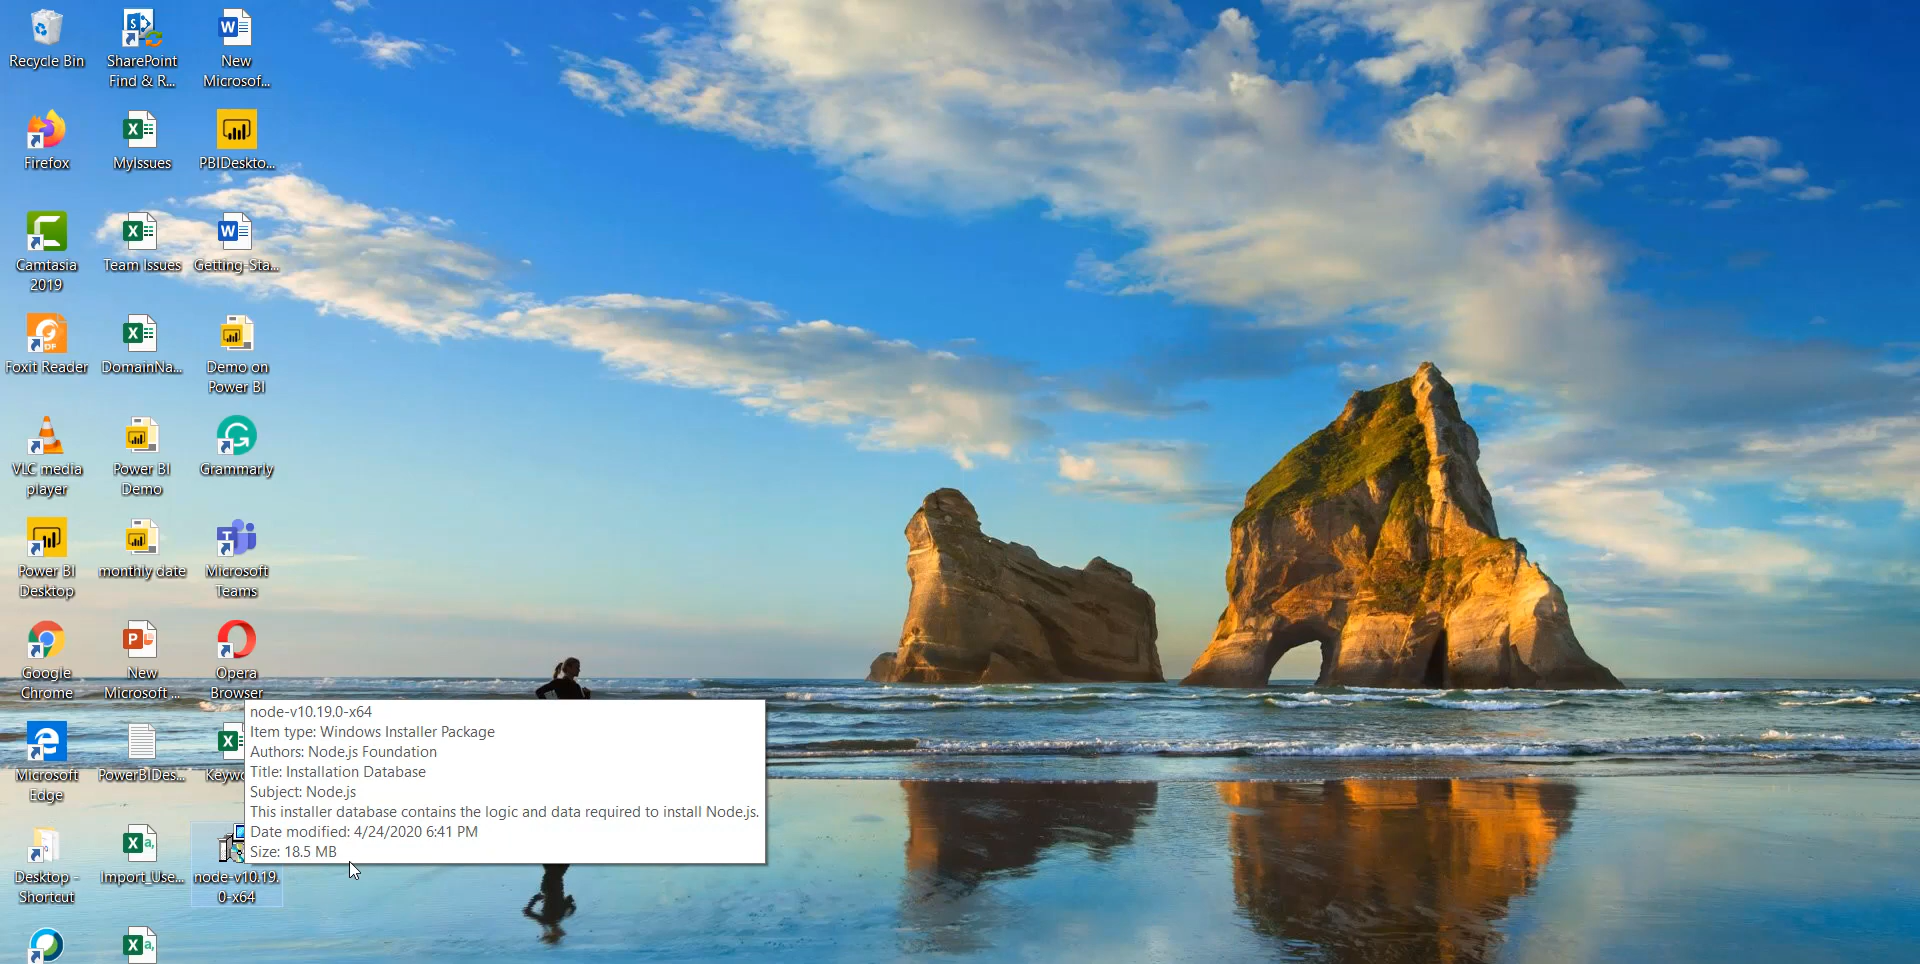 Recycle Bin
SharePoint
Find & R...
New
Microsof...
Firefox
MyIssues
PBIDeskto...
Camtasia
2019
Team Issues
Getting-Sta...
Foxit Reader
DomainNa...
Demo on
Power BI
VLC media
player
Power BI
Demo
Grammarly
Power BI
Desktop
monthly date
Microsoft
Teams
Google
Chrome
New
Microsoft ...
Opera
Browser
Microsoft
Edge
PowerBIDes...
Keywo
node-v10.19.0-x64
Item type: Windows Installer Package
Authors: Node.js Foundation
Title: Installation Database
Subject: Node.js
This installer database contains the logic and data required to install Node.js.
Date modified: 4/24/2020 6:41 PM
Size: 18.5 MB
Desktop -
Shortcut
Import_Use...
node-v10.19.
0-x64